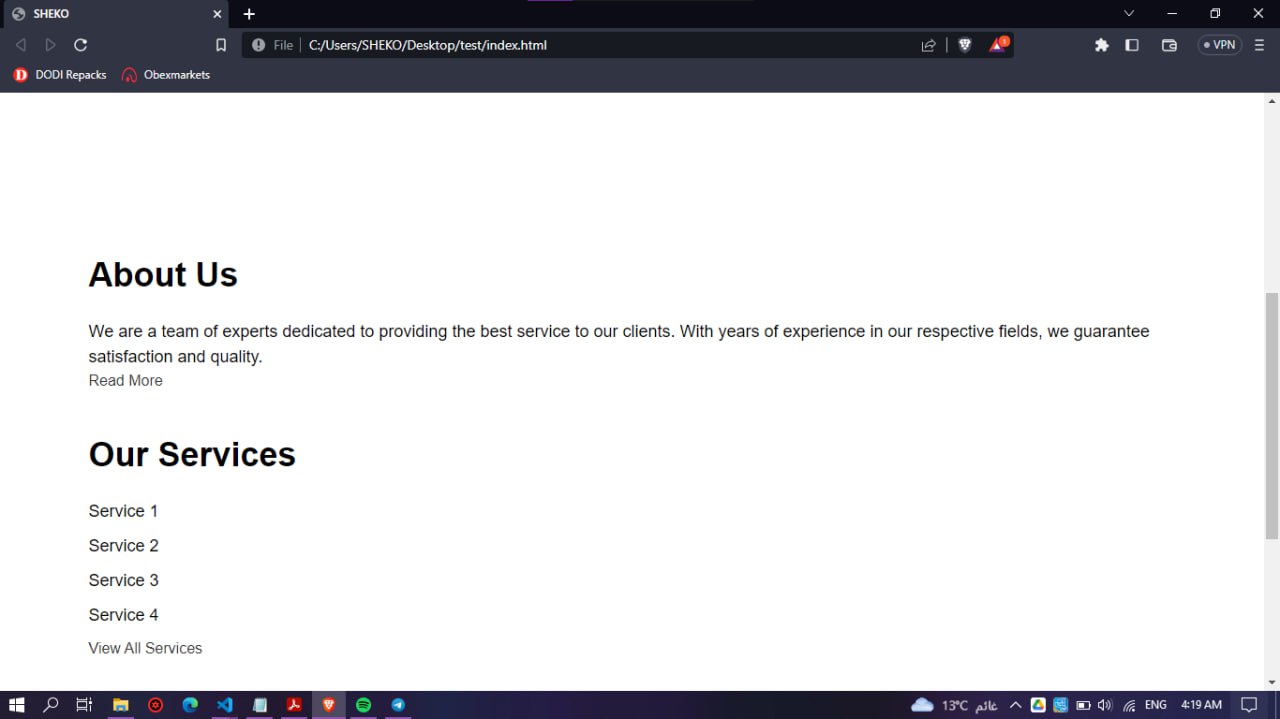 SHEKO
File C:/Users/SHEKO/Desktop/test/index.html
VPN
DODI Repacks Obexmarkets
About Us
We are a team of experts dedicated to providing the best service to our clients. With years of experience in our respective fields, we guarantee
satisfaction and quality.
Read More
Our Services
Service 1
Service 2
Service 3
Service 4
View All Services
13°C غائم ENG 4:19 AM